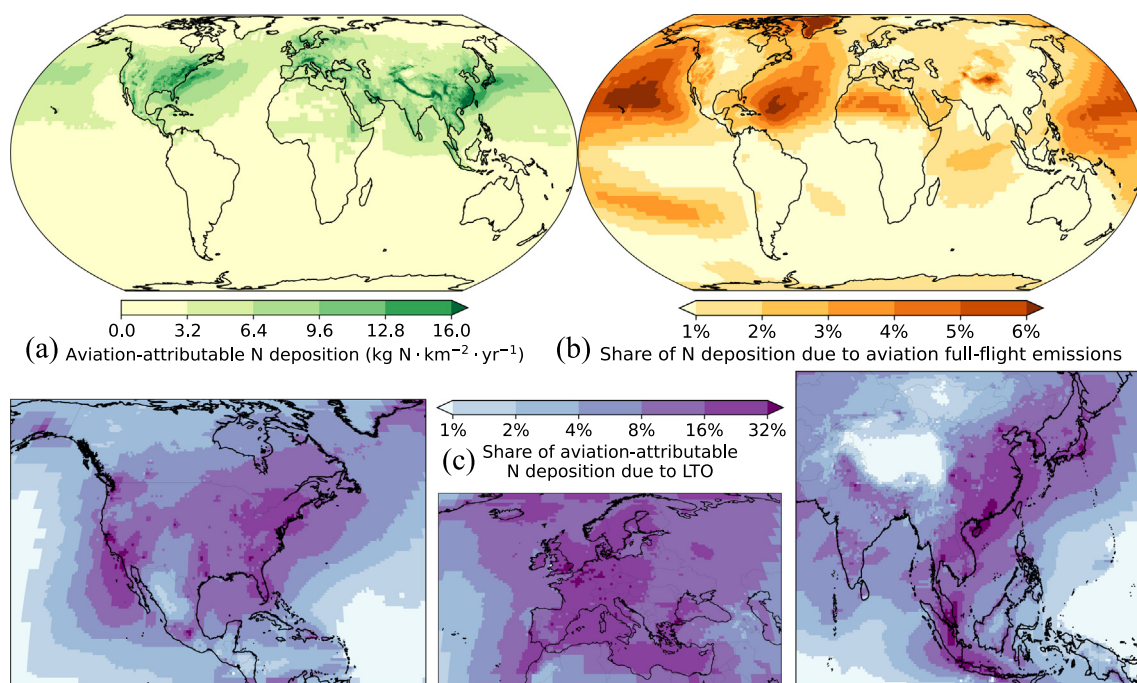 0.0 3.2 6.4 9.6 12.8 16.0
(a) Aviation-attributable N deposition (kg N · km⁻² · yr⁻¹)
1% 2% 3% 4% 5% 6%
(b) Share of N deposition due to aviation full-flight emissions
1% 2% 4% 8% 16% 32%
(c) Share of aviation-attributable
N deposition due to LTO